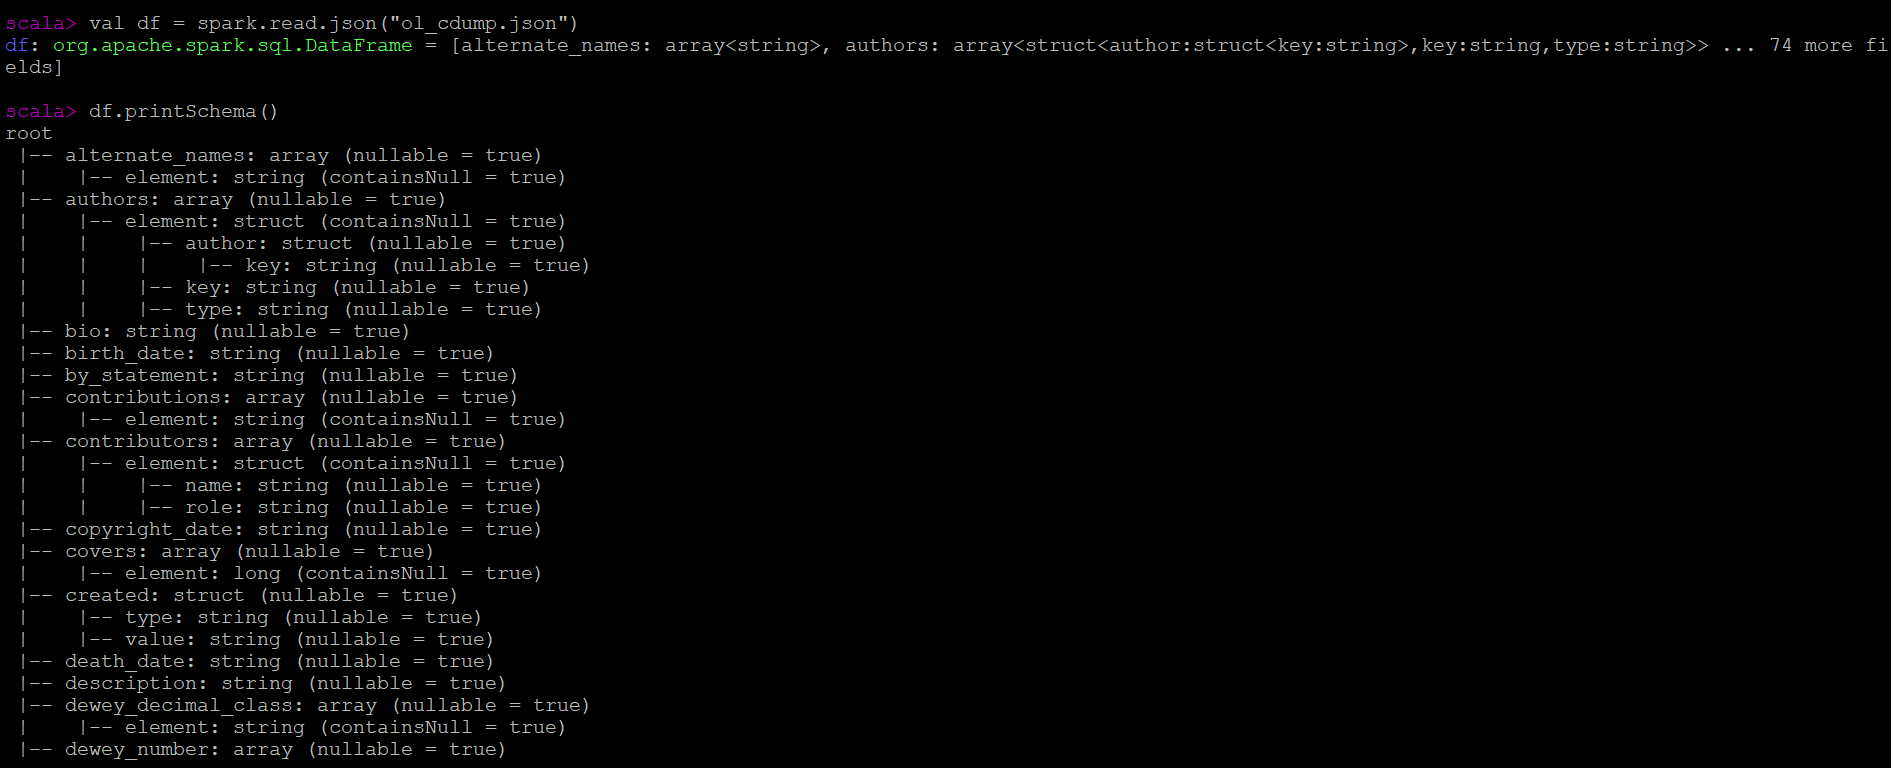 scala> val df = spark.read.json("ol_cdump.json")
df: org.apache.spark.sql.DataFrame = [alternate_names: array<string>, authors: array<struct<author:struct<key:string>,key:string,type:string>> ... 74 more fi
elds]

scala> df.printSchema()
root
 |-- alternate_names: array (nullable = true)
 |    |-- element: string (containsNull = true)
 |-- authors: array (nullable = true)
 |    |-- element: struct (containsNull = true)
 |    |    |-- author: struct (nullable = true)
 |    |    |    |-- key: string (nullable = true)
 |    |    |-- key: string (nullable = true)
 |    |    |-- type: string (nullable = true)
 |-- bio: string (nullable = true)
 |-- birth_date: string (nullable = true)
 |-- by_statement: string (nullable = true)
 |-- contributions: array (nullable = true)
 |    |-- element: string (containsNull = true)
 |-- contributors: array (nullable = true)
 |    |-- element: struct (containsNull = true)
 |    |    |-- name: string (nullable = true)
 |    |    |-- role: string (nullable = true)
 |-- copyright_date: string (nullable = true)
 |-- covers: array (nullable = true)
 |    |-- element: long (containsNull = true)
 |-- created: struct (nullable = true)
 |    |-- type: string (nullable = true)
 |    |-- value: string (nullable = true)
 |-- death_date: string (nullable = true)
 |-- description: string (nullable = true)
 |-- dewey_decimal_class: array (nullable = true)
 |    |-- element: string (containsNull = true)
 |-- dewey_number: array (nullable = true)